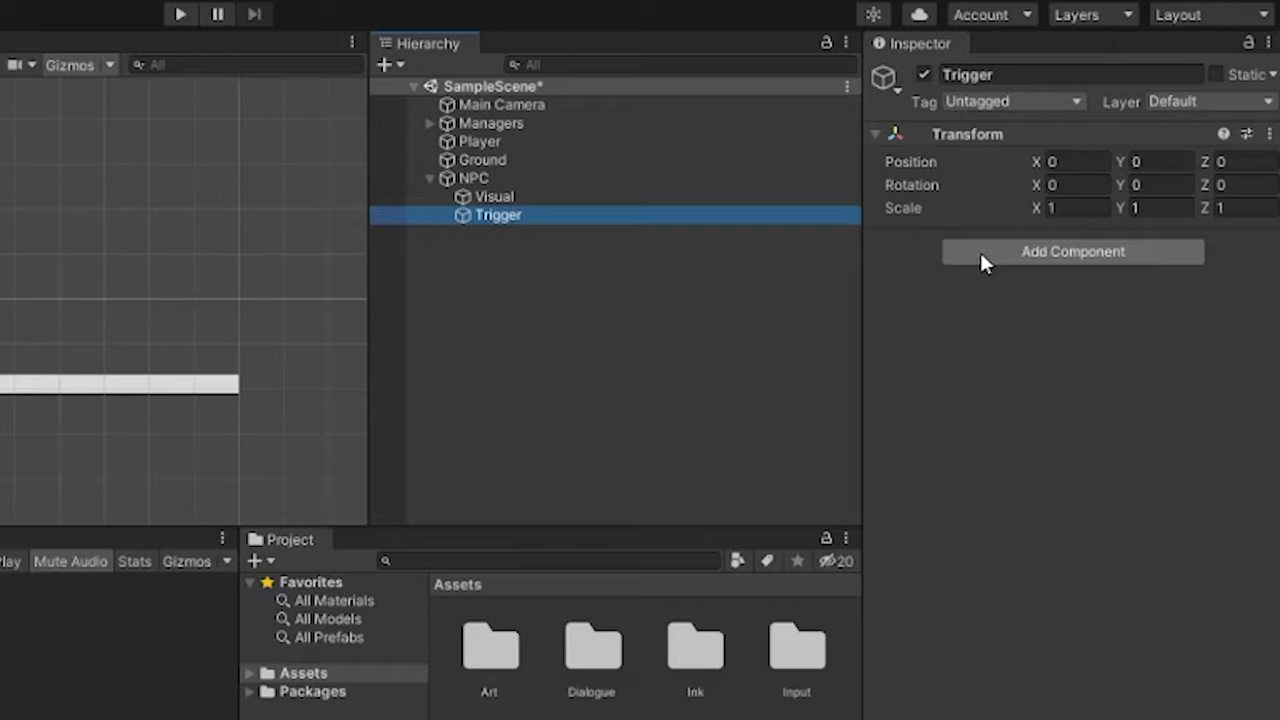 Account
Layers
Layout
Hierarchy
Inspector
Gizmos
All
All
Trigger
Static
SampleScene*
Tag Untagged
Layer Default
Main Camera
Managers
Transform
Player
Ground
Position X 0 Y 0 Z 0
NPC
Rotation X 0 Y 0 Z 0
Visual
Scale X 1 Y 1 Z 1
Trigger
Add Component
Project
Mute Audio
Stats
Gizmos
20
Favorites
Assets
All Materials
All Models
All Prefabs
Assets
Packages
Art
Dialogue
Ink
Input